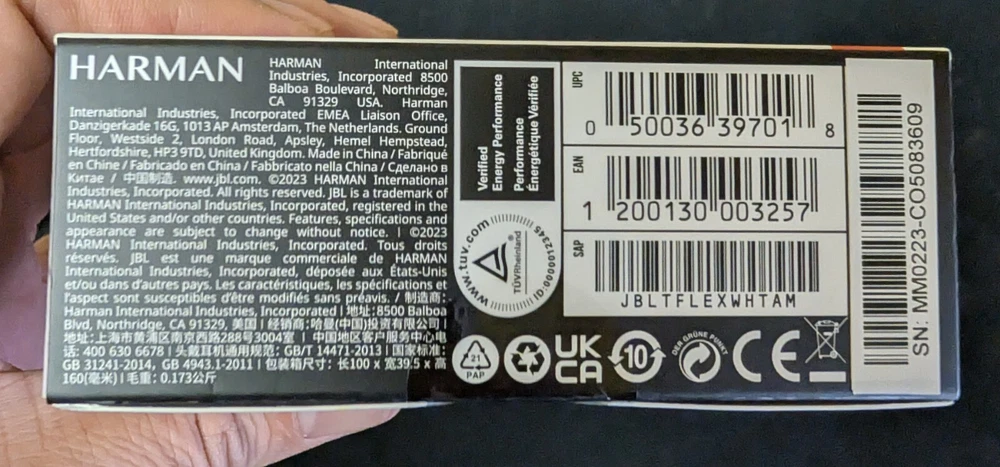 HARMAN
HARMAN International
Industries, Incorporated 8500
Balboa Boulevard, Northridge,
CA 91329 USA. Harman
International Industries, Incorporated EMEA Liaison Office,
Danzigerkade 16G, 1013 AP Amsterdam, The Netherlands. Ground
Floor, Westside 2, London Road, Apsley, Hemel Hempstead,
Hertfordshire, HP3 9TD, United Kingdom. Made in China / Fabriqué
en Chine / Fabricado en China / Fabbricato nella China / Сделано в
Китае / 中国制造. www.jbl.com. ©2023 HARMAN International
Industries, Incorporated. All rights reserved. JBL is a trademark of
HARMAN International Industries, Incorporated, registered in the
United States and/or other countries. Features, specifications and
appearance are subject to change without notice. | ©2023
HARMAN International Industries, Incorporated. Tous droits
réservés. JBL est une marque commerciale de HARMAN
International Industries, Incorporated, déposée aux États-Unis
et/ou dans d'autres pays. Les caractéristiques, les spécifications et
l'aspect sont susceptibles d'être modifiés sans préavis. / 制造商:
Harman International Industries, Incorporated | 地址: 8500 Balboa
Blvd, Northridge, CA 91329, 美国 | 经销商: 哈曼(中国)投资有限公司 |
地址: 上海市黄浦区南京西路288号3004室 | 中国地区客户服务中心电
话: 400 630 6678 | 头戴耳机通用规范: GB/T 14471-2013 | 国家标准:
GB 31241-2014, GB 4943.1-2011 | 包装箱尺寸: 长100 x 宽39.5 x 高
160(毫米) | 毛重: 0.173公斤
Verified
Energy Performance
Performance
Énergétique Vérifiée
www.tuv.com
TÜVRheinland®
ID:0000012345
UPC
0 50036 39701 8
EAN
1 200130 003257
SAP
JBLTFLEXWHTAM
21
PAP
UK
CA
10
DER GRÜNE PUNKT
CE
SN: MM0223-CO5083609